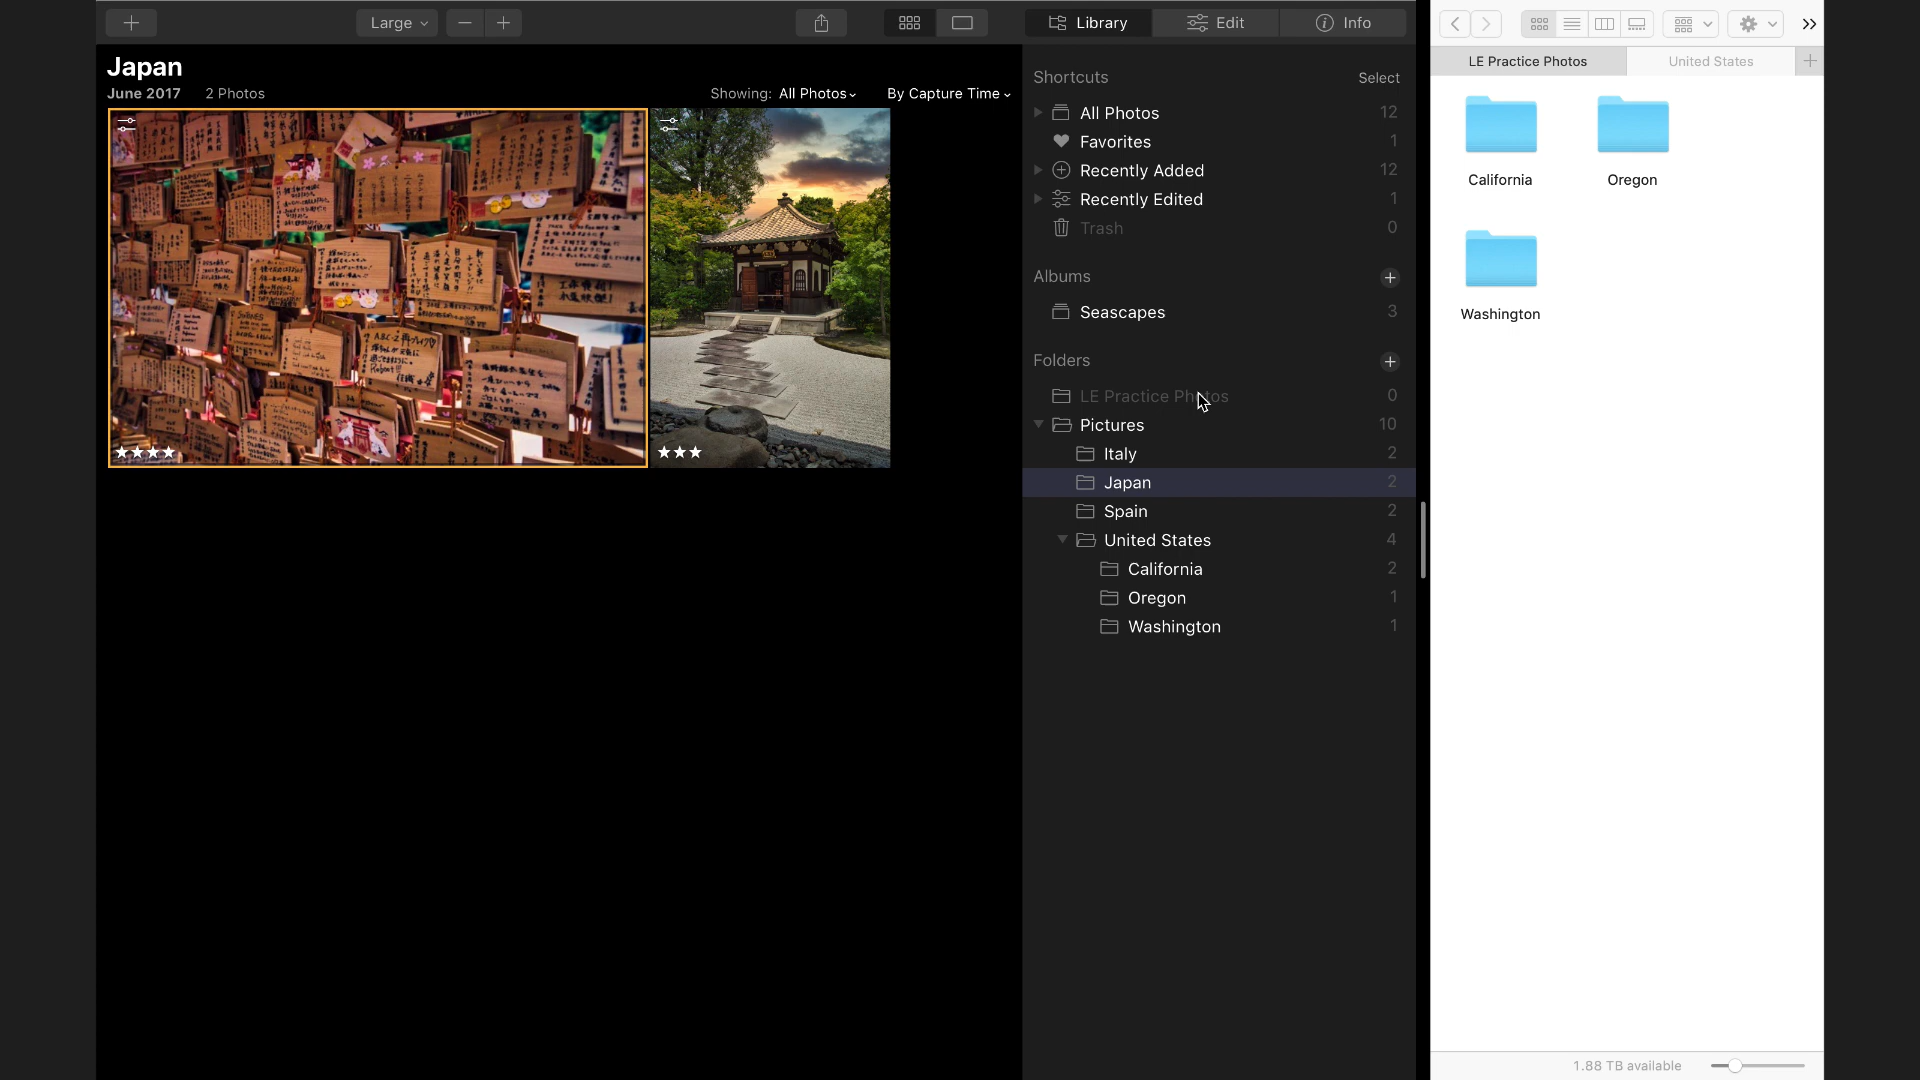 Large
Library
Edit
Info
Japan
June 2017 2 Photos
Showing: All Photos
By Capture Time
Shortcuts
Select
All Photos 12
Favorites 1
Recently Added 12
Recently Edited 1
Trash 0
Albums
Seascapes 3
Folders
LE Practice Photos 0
Pictures 10
Italy 2
Japan 2
Spain 2
United States 4
California 2
Oregon 1
Washington 1
LE Practice Photos
United States
California
Oregon
Washington
1.88 TB available